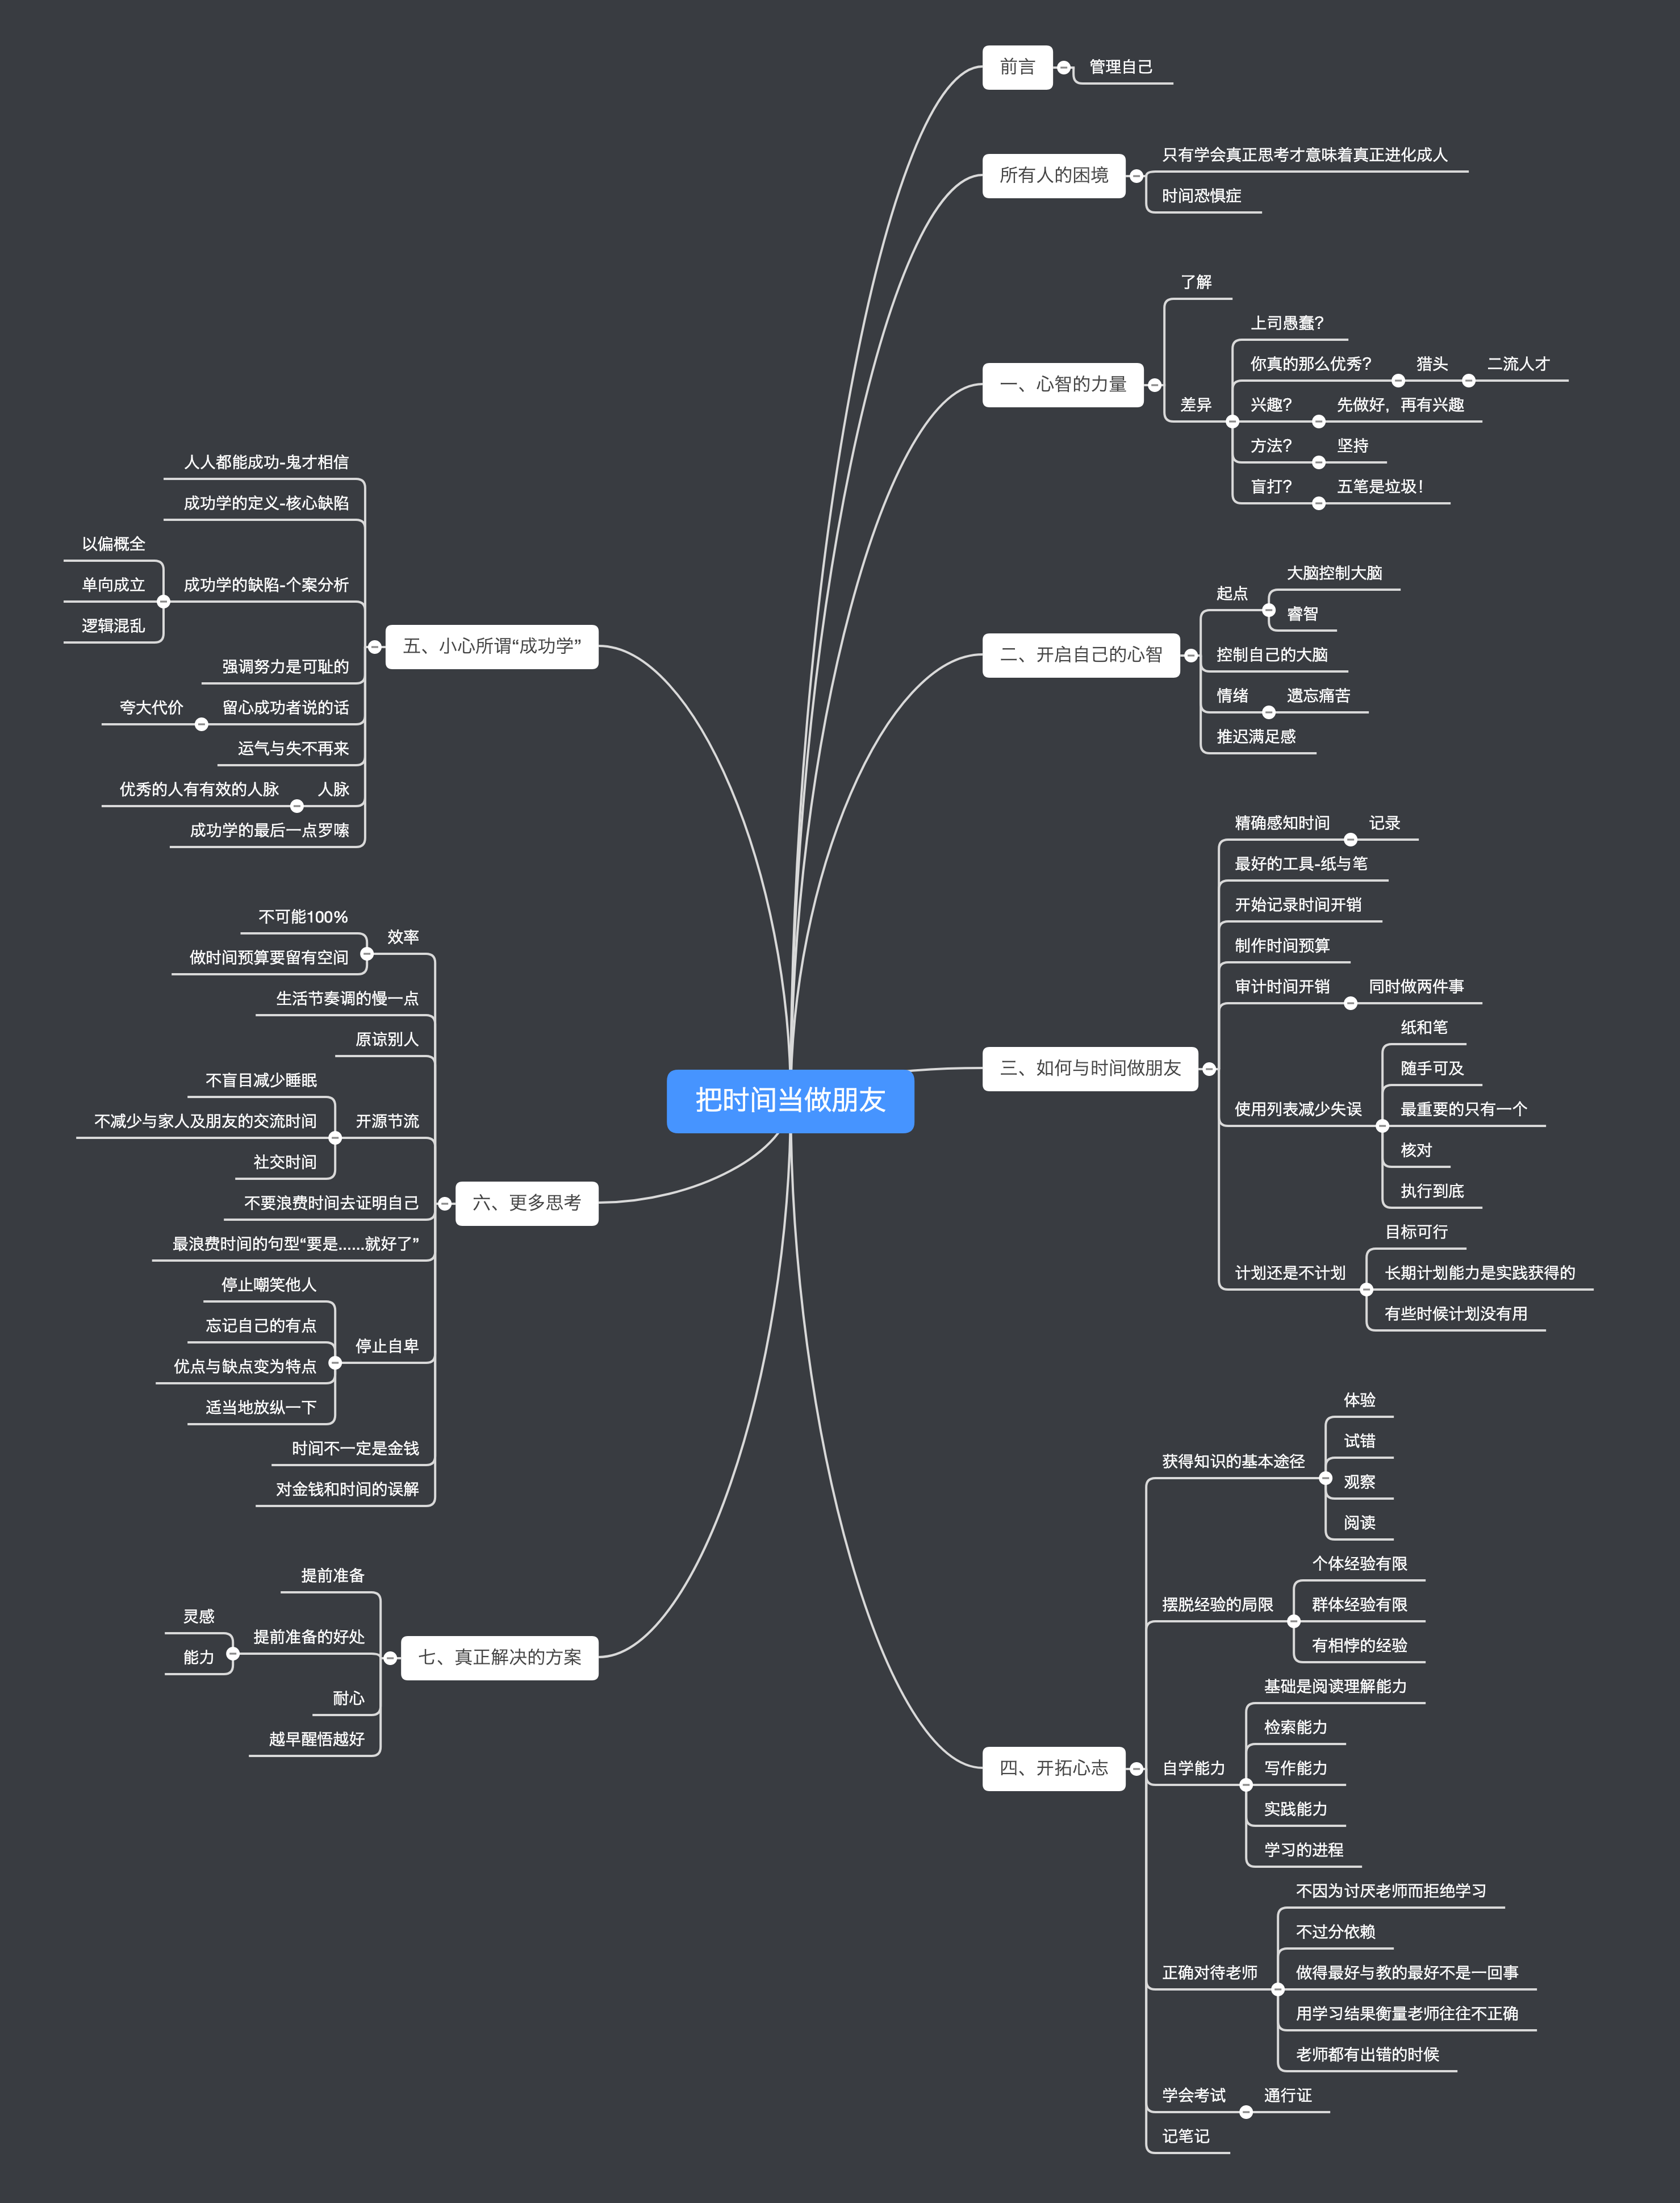 把时间当做朋友
前言
管理自己
所有人的困境
只有学会真正思考才意味着真正进化成人
时间恐惧症
一、心智的力量
了解
差异
上司愚蠢?
你真的那么优秀?
猎头
二流人才
兴趣?
先做好，再有兴趣
方法?
坚持
盲打?
五笔是垃圾！
二、开启自己的心智
起点
大脑控制大脑
睿智
控制自己的大脑
情绪
遗忘痛苦
推迟满足感
三、如何与时间做朋友
精确感知时间
记录
最好的工具-纸与笔
开始记录时间开销
制作时间预算
审计时间开销
同时做两件事
使用列表减少失误
纸和笔
随手可及
最重要的只有一个
核对
执行到底
计划还是不计划
目标可行
长期计划能力是实践获得的
有些时候计划没有用
四、开拓心志
获得知识的基本途径
体验
试错
观察
阅读
摆脱经验的局限
个体经验有限
群体经验有限
有相悖的经验
自学能力
基础是阅读理解能力
检索能力
写作能力
实践能力
学习的进程
正确对待老师
不因为讨厌老师而拒绝学习
不过分依赖
做得最好与教的最好不是一回事
用学习结果衡量老师往往不正确
老师都有出错的时候
学会考试
通行证
记笔记
五、小心所谓“成功学”
人人都能成功-鬼才相信
成功学的定义-核心缺陷
成功学的缺陷-个案分析
以偏概全
单向成立
逻辑混乱
强调努力是可耻的
留心成功者说的话
夸大代价
运气与失不再来
人脉
优秀的人有有效的人脉
成功学的最后一点罗嗦
六、更多思考
效率
不可能100%
做时间预算要留有空间
生活节奏调的慢一点
原谅别人
开源节流
不盲目减少睡眠
不减少与家人及朋友的交流时间
社交时间
不要浪费时间去证明自己
最浪费时间的句型“要是……就好了”
停止自卑
停止嘲笑他人
忘记自己的有点
优点与缺点变为特点
适当地放纵一下
时间不一定是金钱
对金钱和时间的误解
七、真正解决的方案
提前准备
提前准备的好处
灵感
能力
耐心
越早醒悟越好